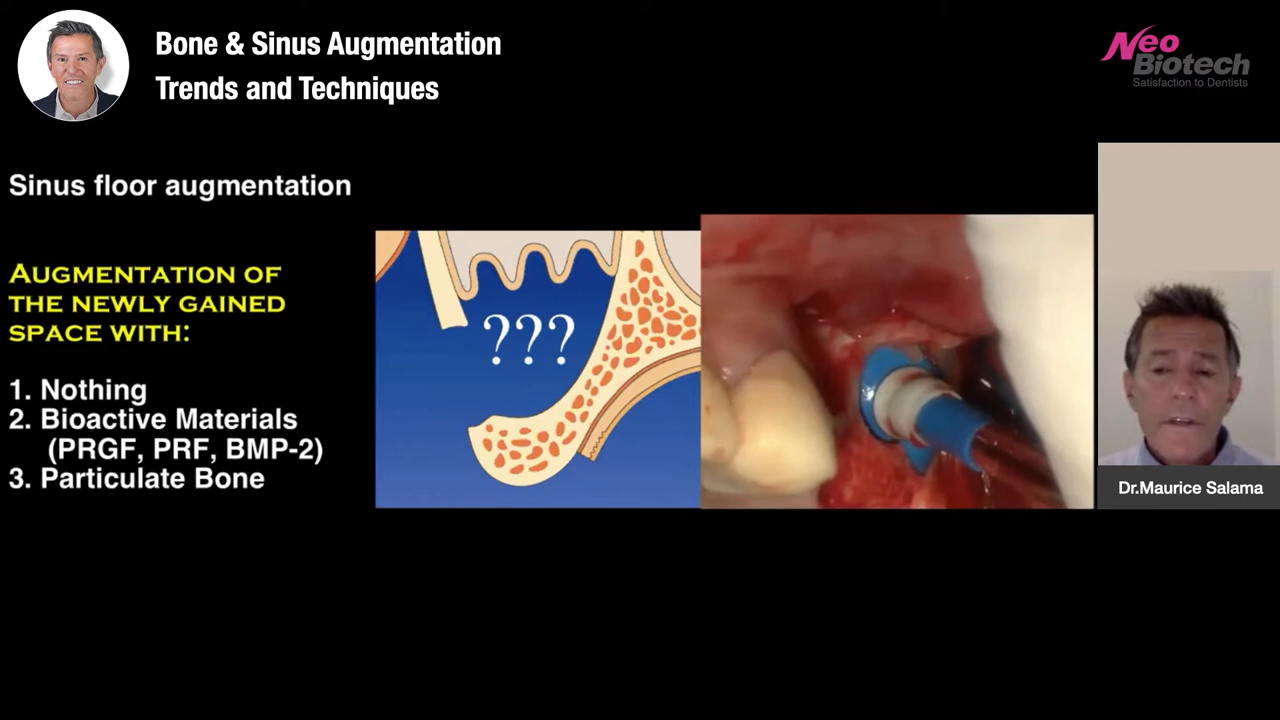 Bone & Sinus Augmentation
Trends and Techniques
Neo
Biotech
Satisfaction to Dentists
Sinus floor augmentation
AUGMENTATION OF
THE NEWLY GAINED
SPACE WITH:
1. Nothing
2. Bioactive Materials
(PRGF, PRF, BMP-2)
3. Particulate Bone
???
Dr.Maurice Salama